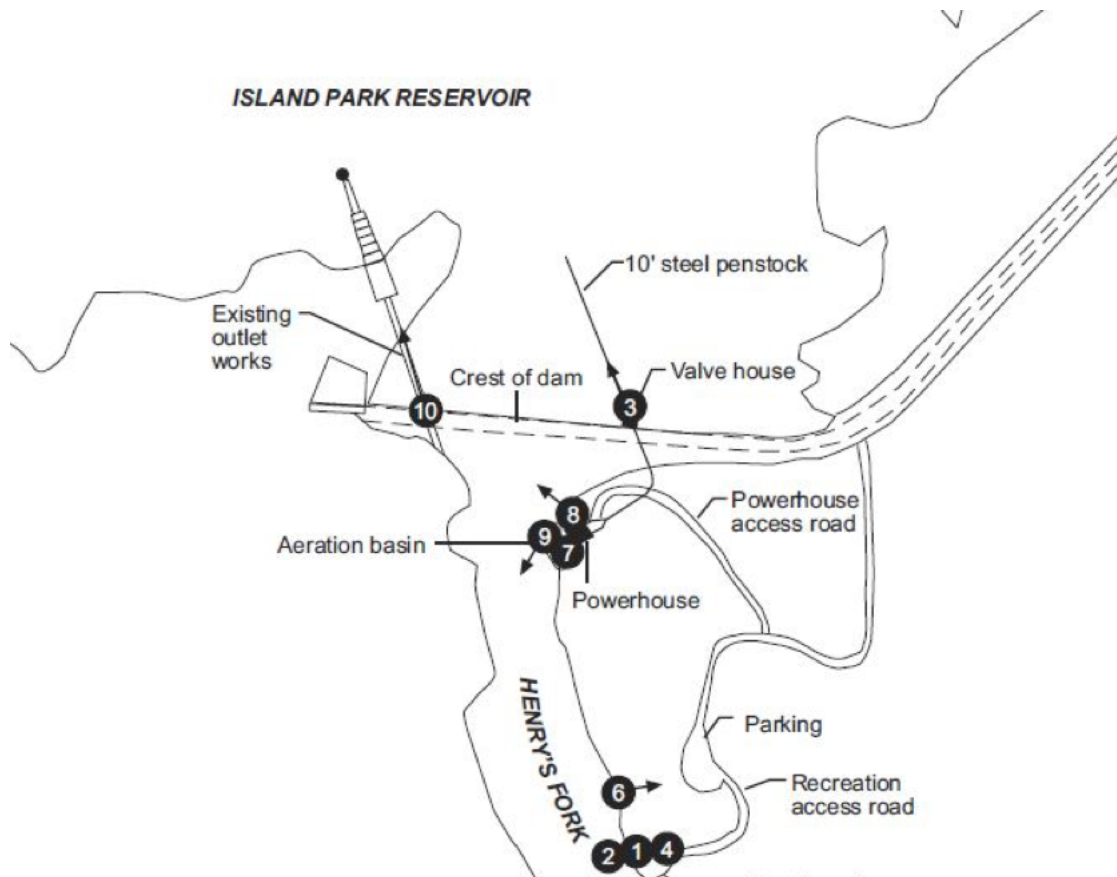 ISLAND PARK RESERVOIR
10' steel penstock
Existing
outlet
works
Crest of dam
Valve house
3
10
Powerhouse
access road
8
9
7
Aeration basin
Powerhouse
HENRY'S FORK
Parking
6
Recreation
access road
2
1
4